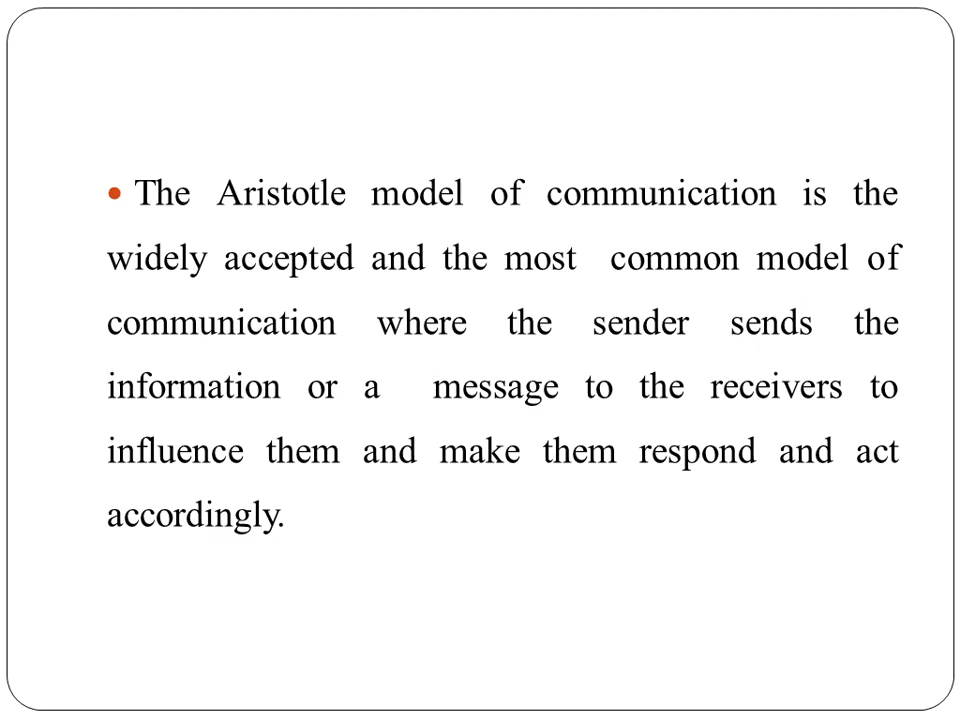 • The Aristotle model of communication is the
widely accepted and the most common model of
communication where the sender sends the
information or a message to the receivers to
influence them and make them respond and act
accordingly.